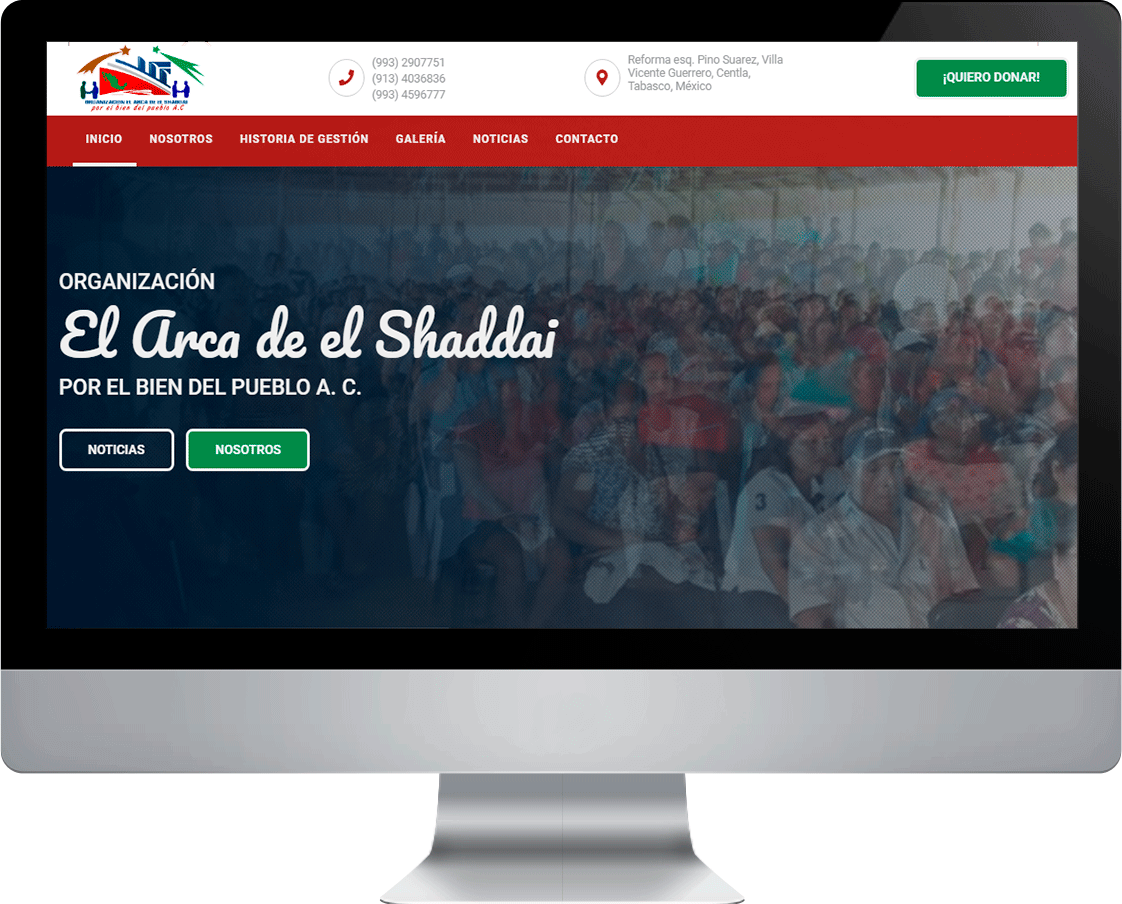 ORGANIZACIÓN EL ARCA DE EL SHADDAI
por el bien del pueblo A.C
(993) 2907751
(913) 4036836
(993) 4596777
Reforma esq. Pino Suarez, Villa
Vicente Guerrero, Centla,
Tabasco, México
¡QUIERO DONAR!
INICIO NOSOTROS HISTORIA DE GESTIÓN GALERÍA NOTICIAS CONTACTO
ORGANIZACIÓN
El Arca de el Shaddai
POR EL BIEN DEL PUEBLO A. C.
NOTICIAS NOSOTROS
3